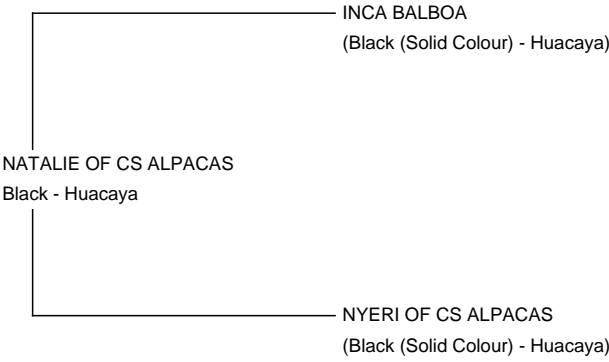 INCA BALBOA
(Black (Solid Colour) - Huacaya)
NATALIE OF CS ALPACAS
Black - Huacaya
NYERI OF CS ALPACAS
(Black (Solid Colour) - Huacaya)